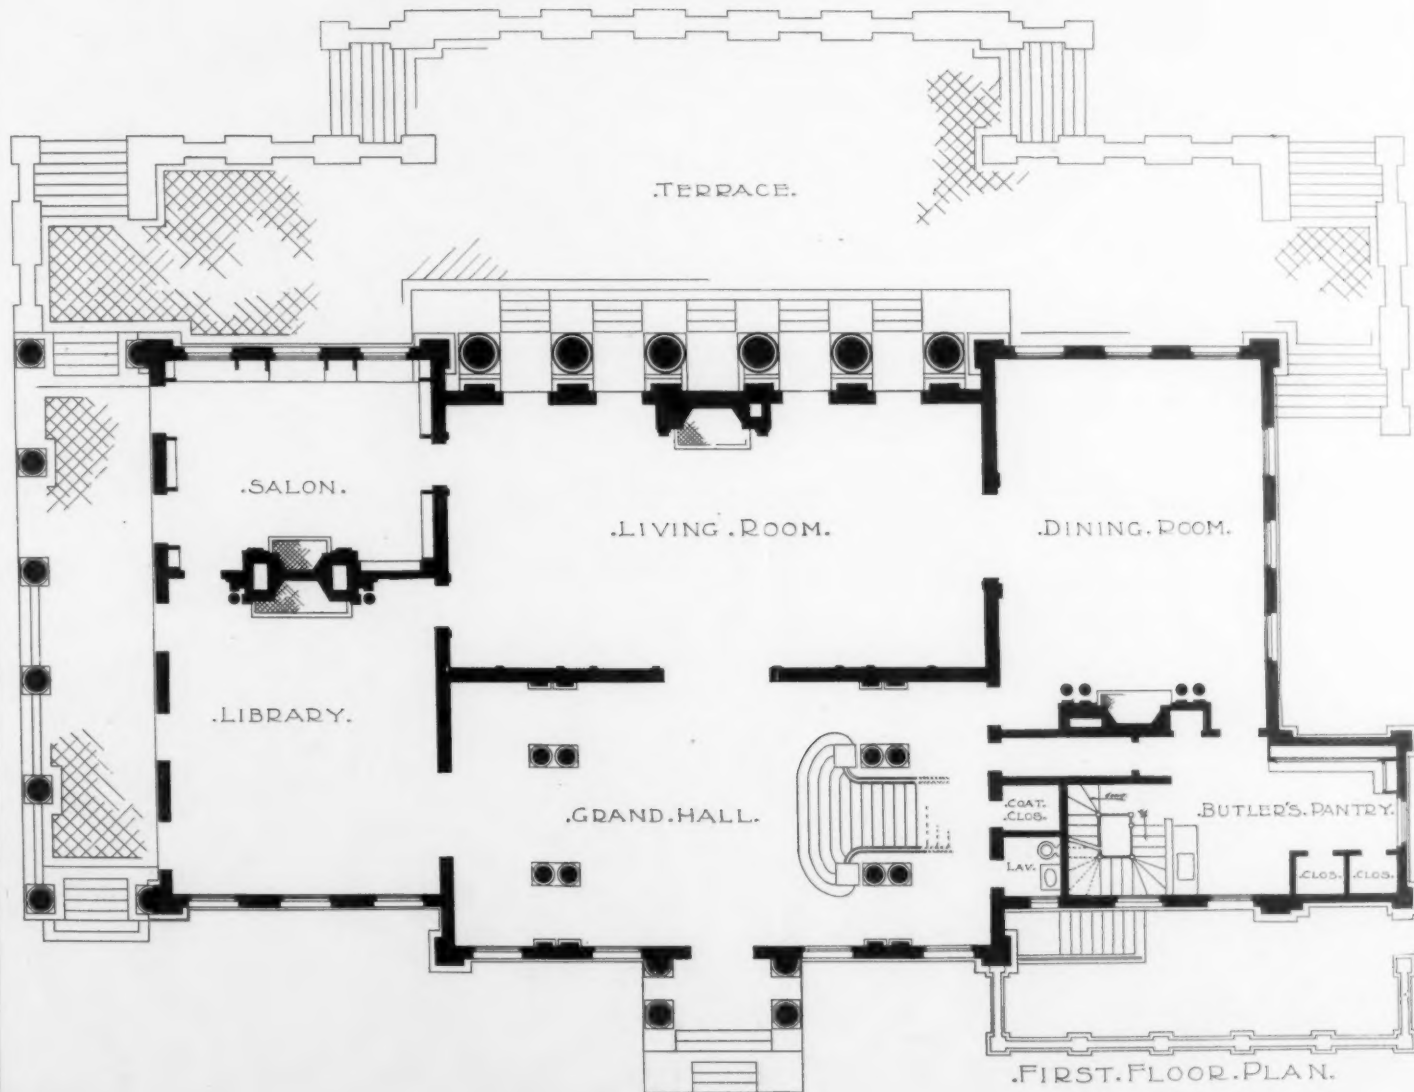 .TERRACE.
.SALON.
.LIVING.ROOM.
.DINING.ROOM.
.LIBRARY.
.GRAND.HALL.
.COAT.
.CLOS.
.BUTLER'S.PANTRY.
LAV.
.CLOS. .CLOS.
.FIRST.FLOOR.PLAN.